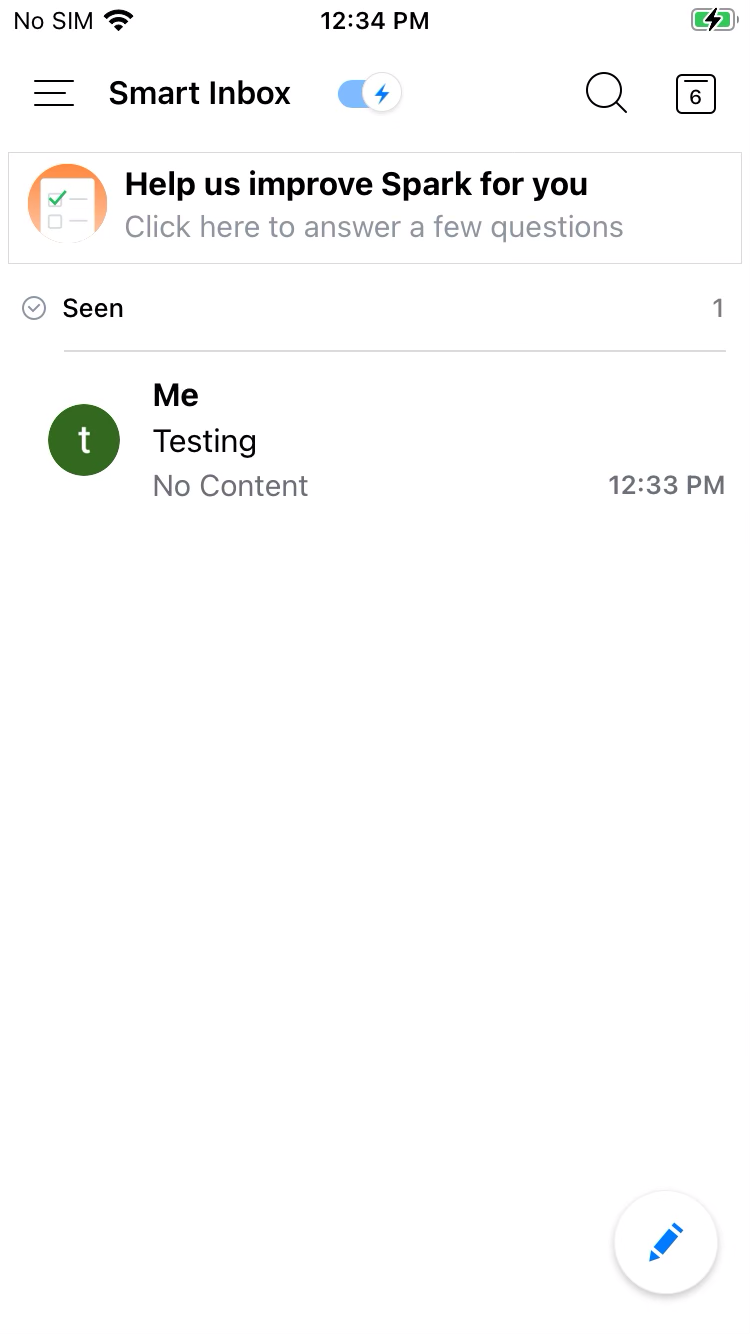 No SIM 12:34 PM
Smart Inbox 6
Help us improve Spark for you
Click here to answer a few questions
Seen 1
Me
t
Testing
No Content 12:33 PM